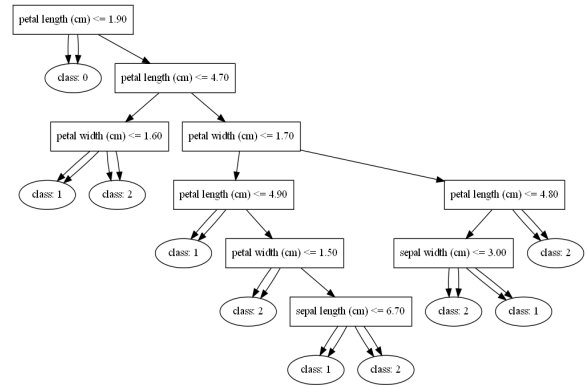 petal length (cm) <= 1.90
class: 0
petal length (cm) <= 4.70
petal width (cm) <= 1.60
petal width (cm) <= 1.70
class: 1
class: 2
petal length (cm) <= 4.90
petal length (cm) <= 4.80
class: 1
petal width (cm) <= 1.50
sepal width (cm) <= 3.00
class: 2
class: 2
sepal length (cm) <= 6.70
class: 2
class: 1
class: 1
class: 2